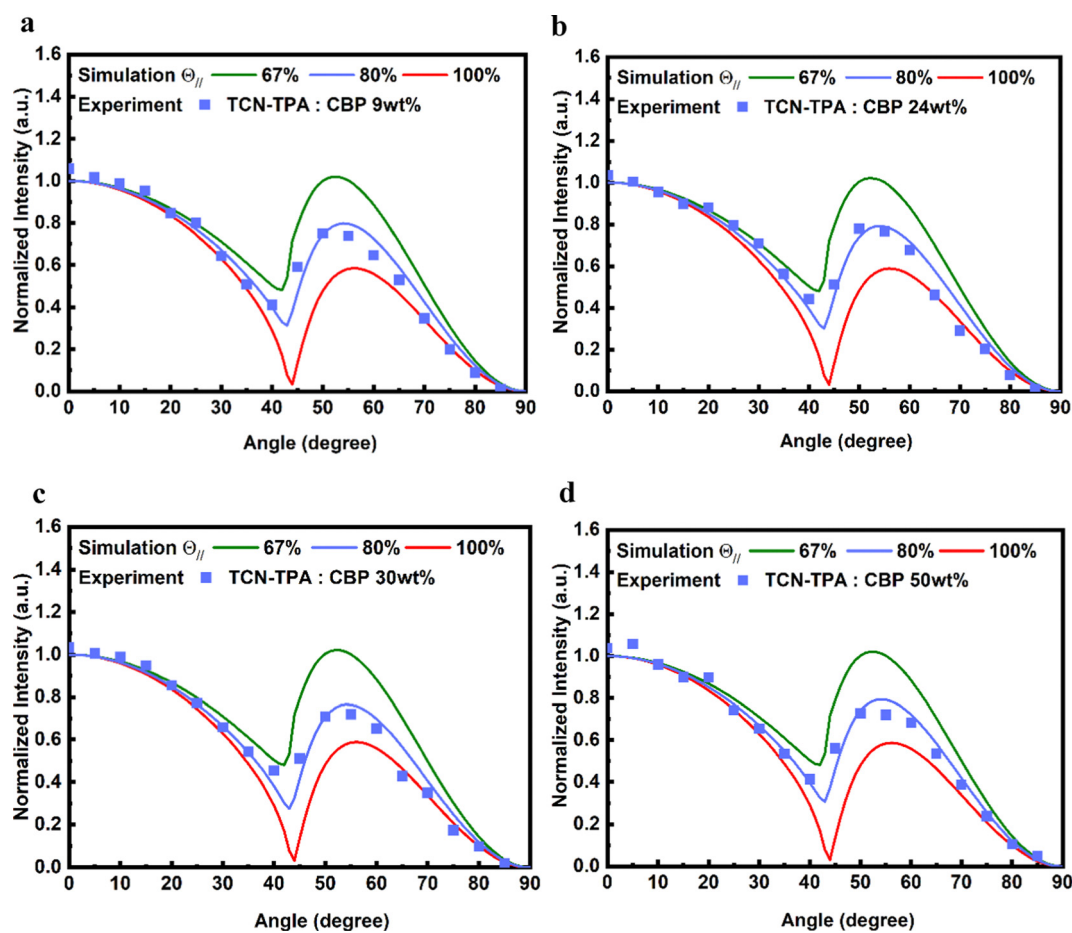 a
Simulation Θ// 67% 80% 100%
Experiment TCN-TPA : CBP 9wt%
Normalized Intensity (a.u.)
1.6
1.4
1.2
1.0
0.8
0.6
0.4
0.2
0.0
0 10 20 30 40 50 60 70 80 90
Angle (degree)
b
Simulation Θ// 67% 80% 100%
Experiment TCN-TPA : CBP 24wt%
Normalized Intensity (a.u.)
1.6
1.4
1.2
1.0
0.8
0.6
0.4
0.2
0.0
0 10 20 30 40 50 60 70 80 90
Angle (degree)
c
Simulation Θ// 67% 80% 100%
Experiment TCN-TPA : CBP 30wt%
Normalized Intensity (a.u.)
1.6
1.4
1.2
1.0
0.8
0.6
0.4
0.2
0.0
0 10 20 30 40 50 60 70 80 90
Angle (degree)
d
Simulation Θ// 67% 80% 100%
Experiment TCN-TPA : CBP 50wt%
Normalized Intensity (a.u.)
1.6
1.4
1.2
1.0
0.8
0.6
0.4
0.2
0.0
0 10 20 30 40 50 60 70 80 90
Angle (degree)